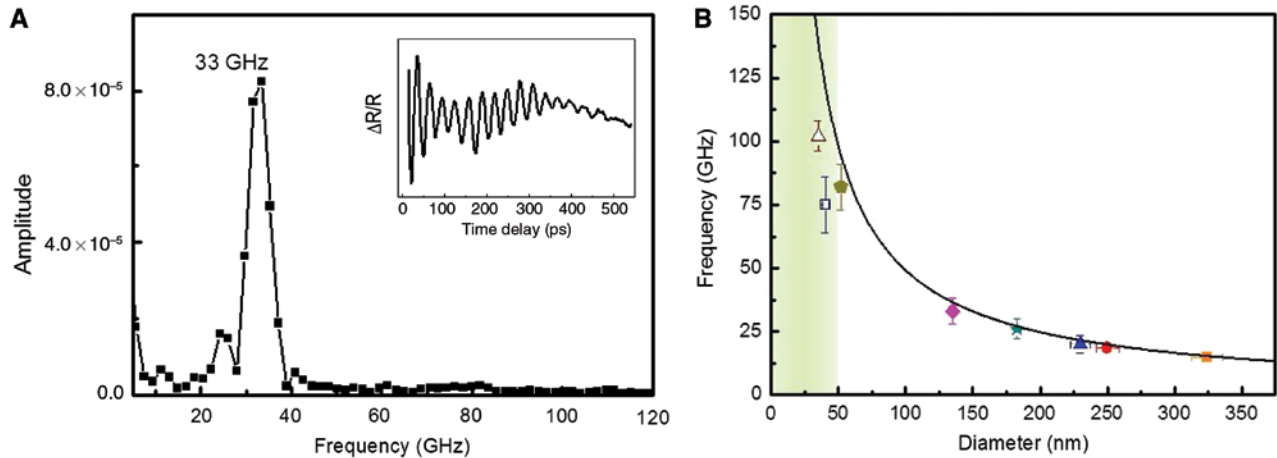 A
33 GHz
8.0 × 10⁻⁵
4.0 × 10⁻⁵
0.0
Amplitude
20 40 60 80 100 120
Frequency (GHz)
ΔR/R
0 100 200 300 400 500
Time delay (ps)
B
150
125
100
75
50
25
0
Frequency (GHz)
0 50 100 150 200 250 300 350
Diameter (nm)